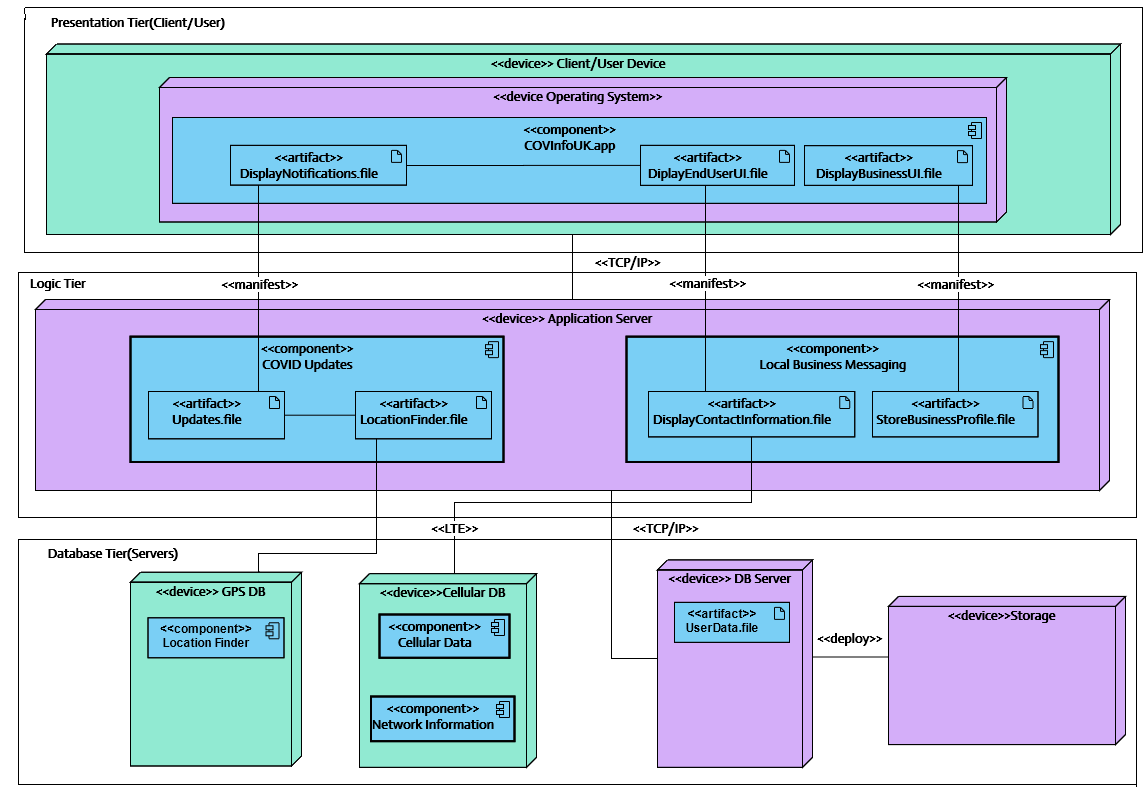 Presentation Tier(Client/User)
<<device>> Client/User Device
<<device Operating System>>
<<component>>
COVInfoUK.app
<<artifact>>
DisplayNotifications.file
<<artifact>>
DiplayEndUserUI.file
<<artifact>>
DisplayBusinessUI.file
<<TCP/IP>>
Logic Tier
<<manifest>>
<<manifest>>
<<manifest>>
<<device>> Application Server
<<component>>
COVID Updates
<<component>>
Local Business Messaging
<<artifact>>
Updates.file
<<artifact>>
LocationFinder.file
<<artifact>>
DisplayContactInformation.file
<<artifact>>
StoreBusinessProfile.file
<<LTE>>
<<TCP/IP>>
Database Tier(Servers)
<<device>> GPS DB
<<component>>
Location Finder
<<device>>Cellular DB
<<component>>
Cellular Data
<<component>>
Network Information
<<device>> DB Server
<<artifact>>
UserData.file
<<deploy>>
<<device>>Storage